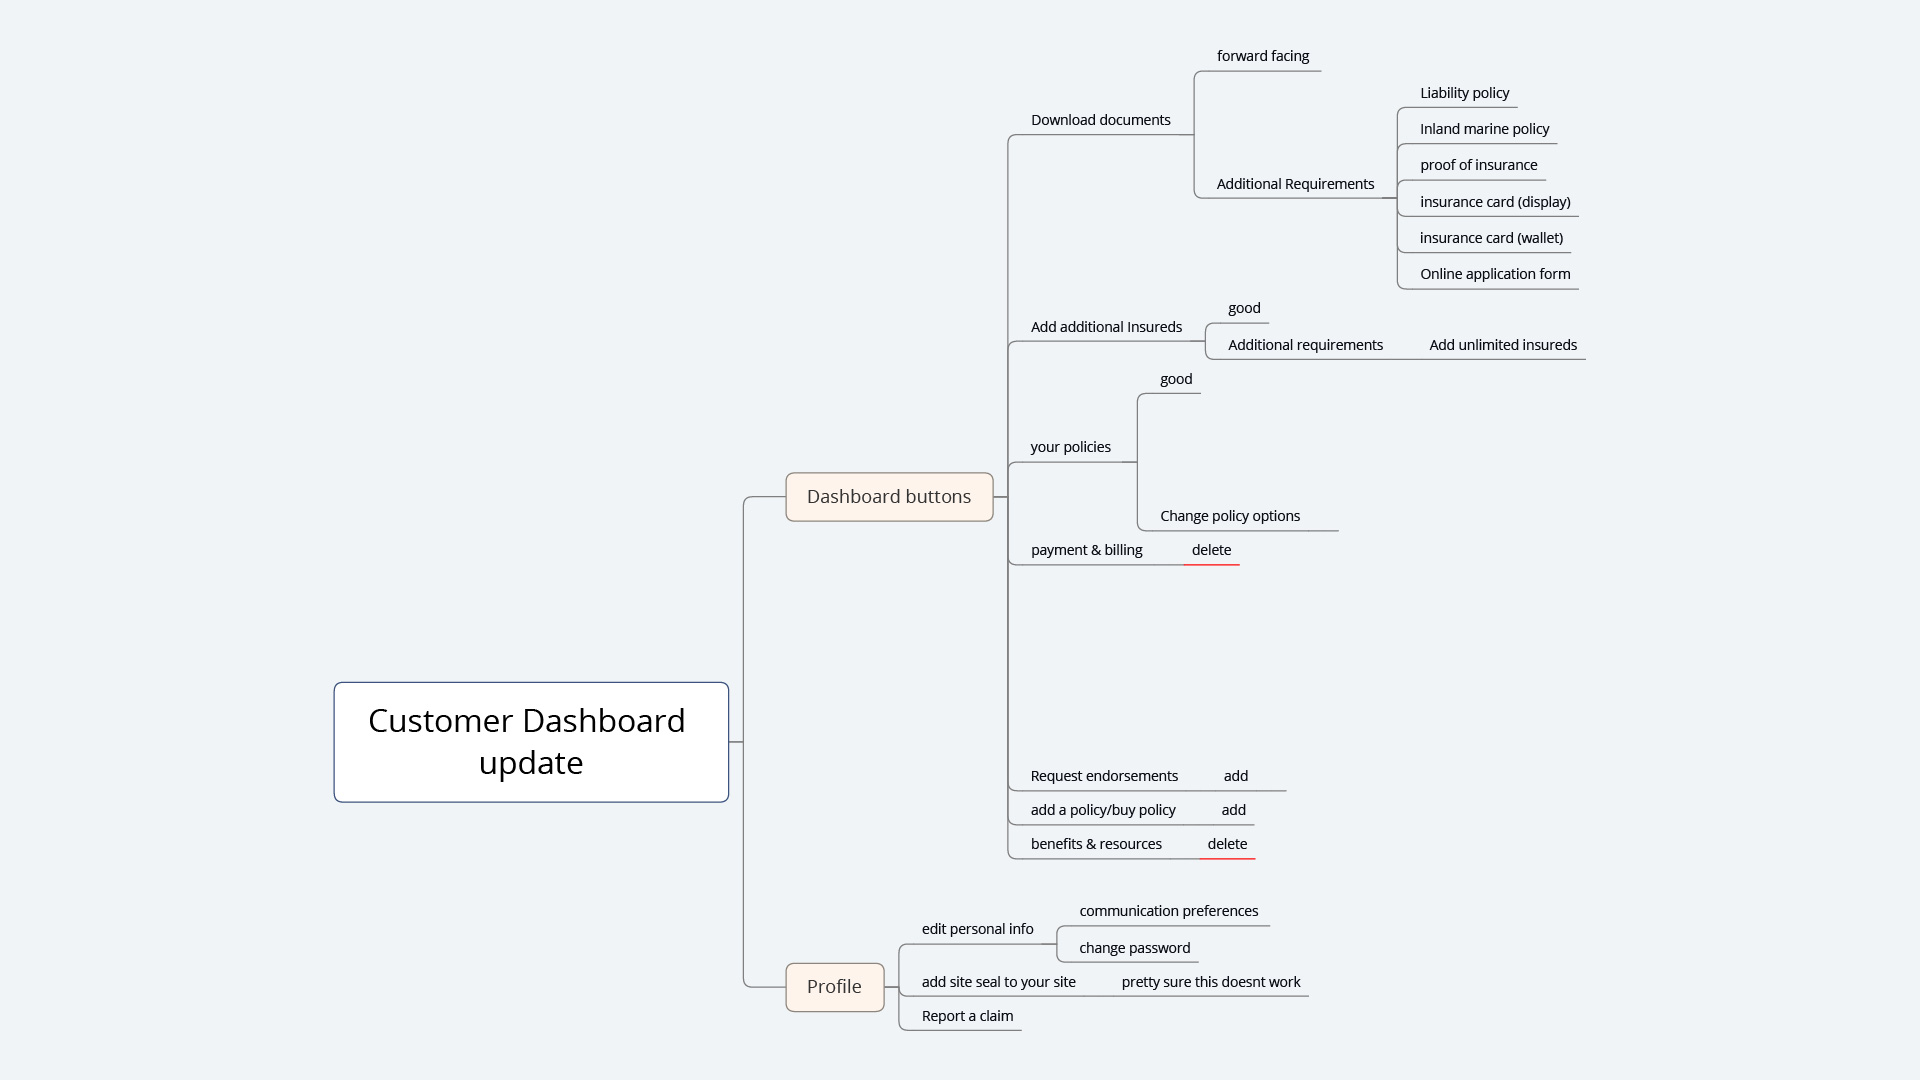 forward facing
Liability policy
Download documents
Inland marine policy
proof of insurance
Additional Requirements
insurance card (display)
insurance card (wallet)
Online application form
good
Add additional Insureds
Additional requirements
Add unlimited insureds
good
your policies
Dashboard buttons
Change policy options
payment & billing
delete
Customer Dashboard
update
Request endorsements
add
add a policy/buy policy
add
benefits & resources
delete
communication preferences
edit personal info
change password
add site seal to your site
pretty sure this doesnt work
Profile
Report a claim